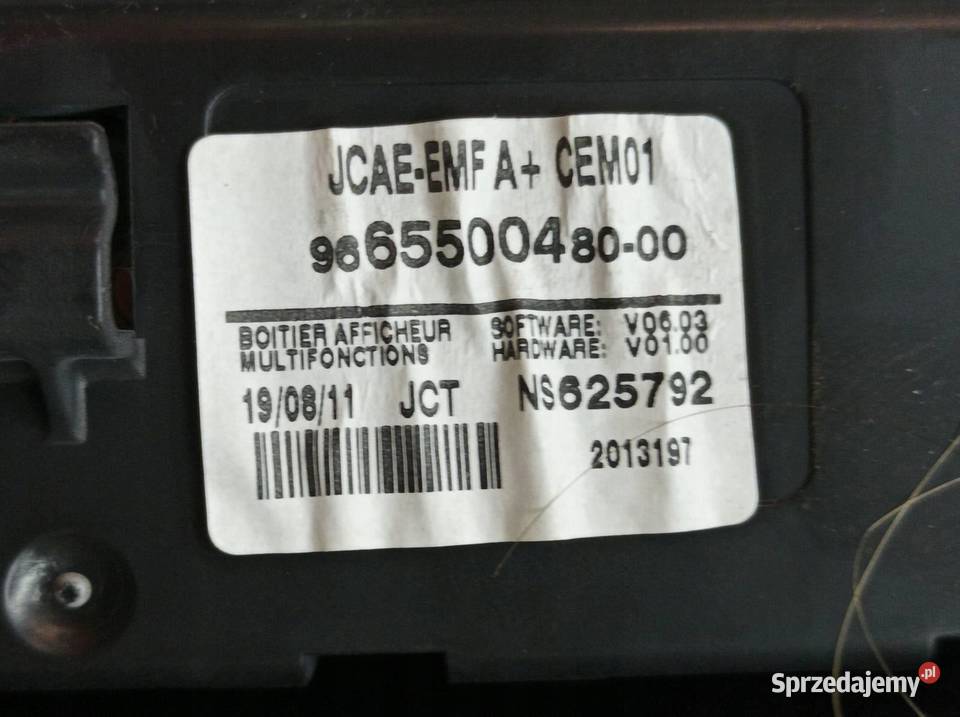 JCAE-EMF A+ CEM01
9665500480-00
BOITIER AFFICHEUR SOFTWARE: V06.03
MULTIFONCTIONS HARDWARE: V01.00
19/08/11 JCT NS625792
2013197
Sprzedajemy.pl